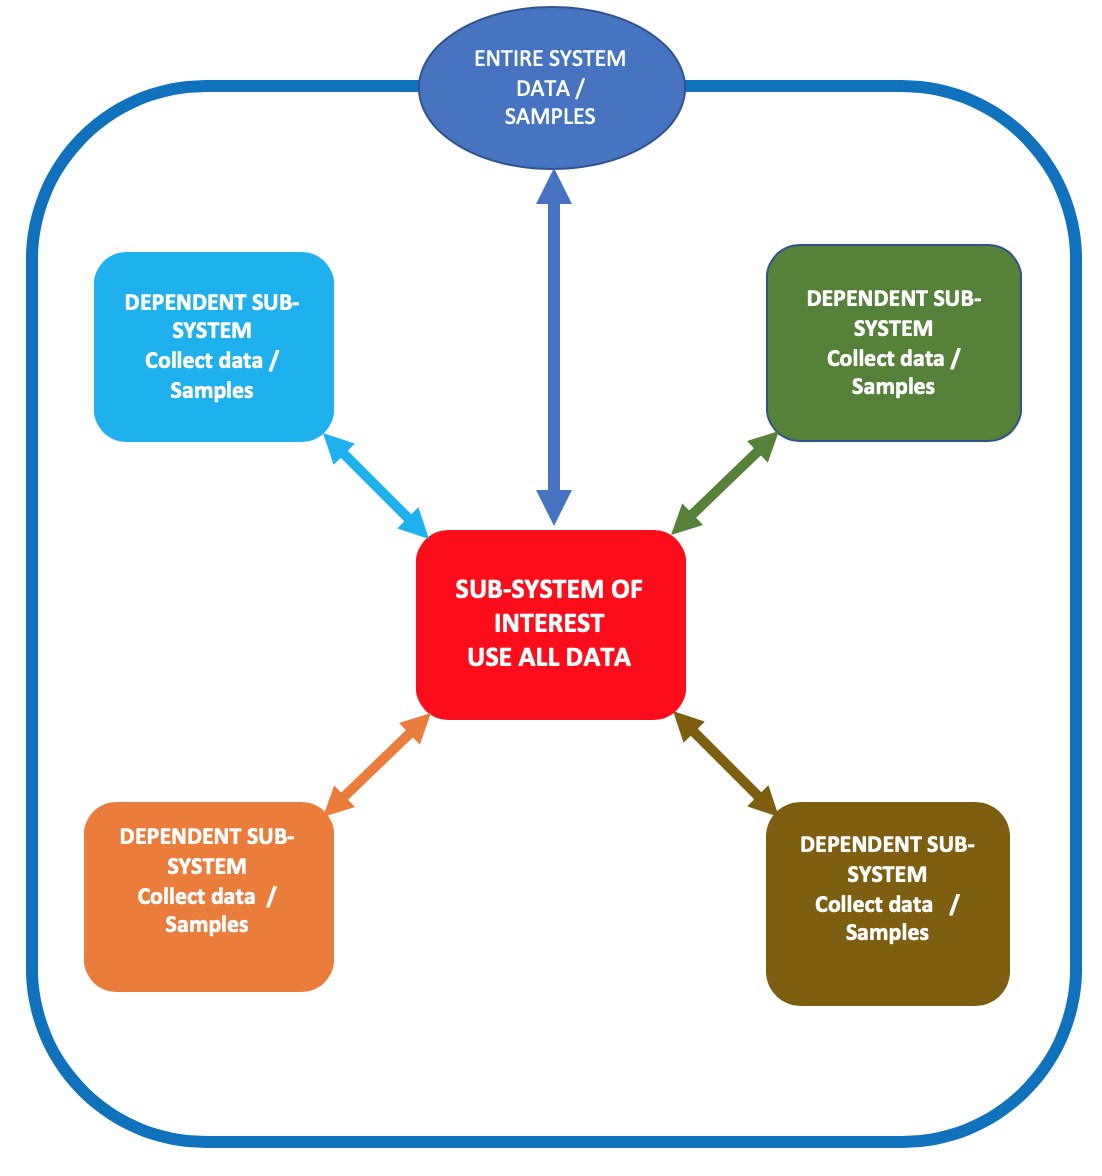 ENTIRE SYSTEM
DATA /
SAMPLES
DEPENDENT SUB-
SYSTEM
Collect data /
Samples
DEPENDENT SUB-
SYSTEM
Collect data /
Samples
SUB-SYSTEM OF
INTEREST
USE ALL DATA
DEPENDENT SUB-
SYSTEM
Collect data  /
Samples
DEPENDENT SUB-
SYSTEM
Collect data   /
Samples